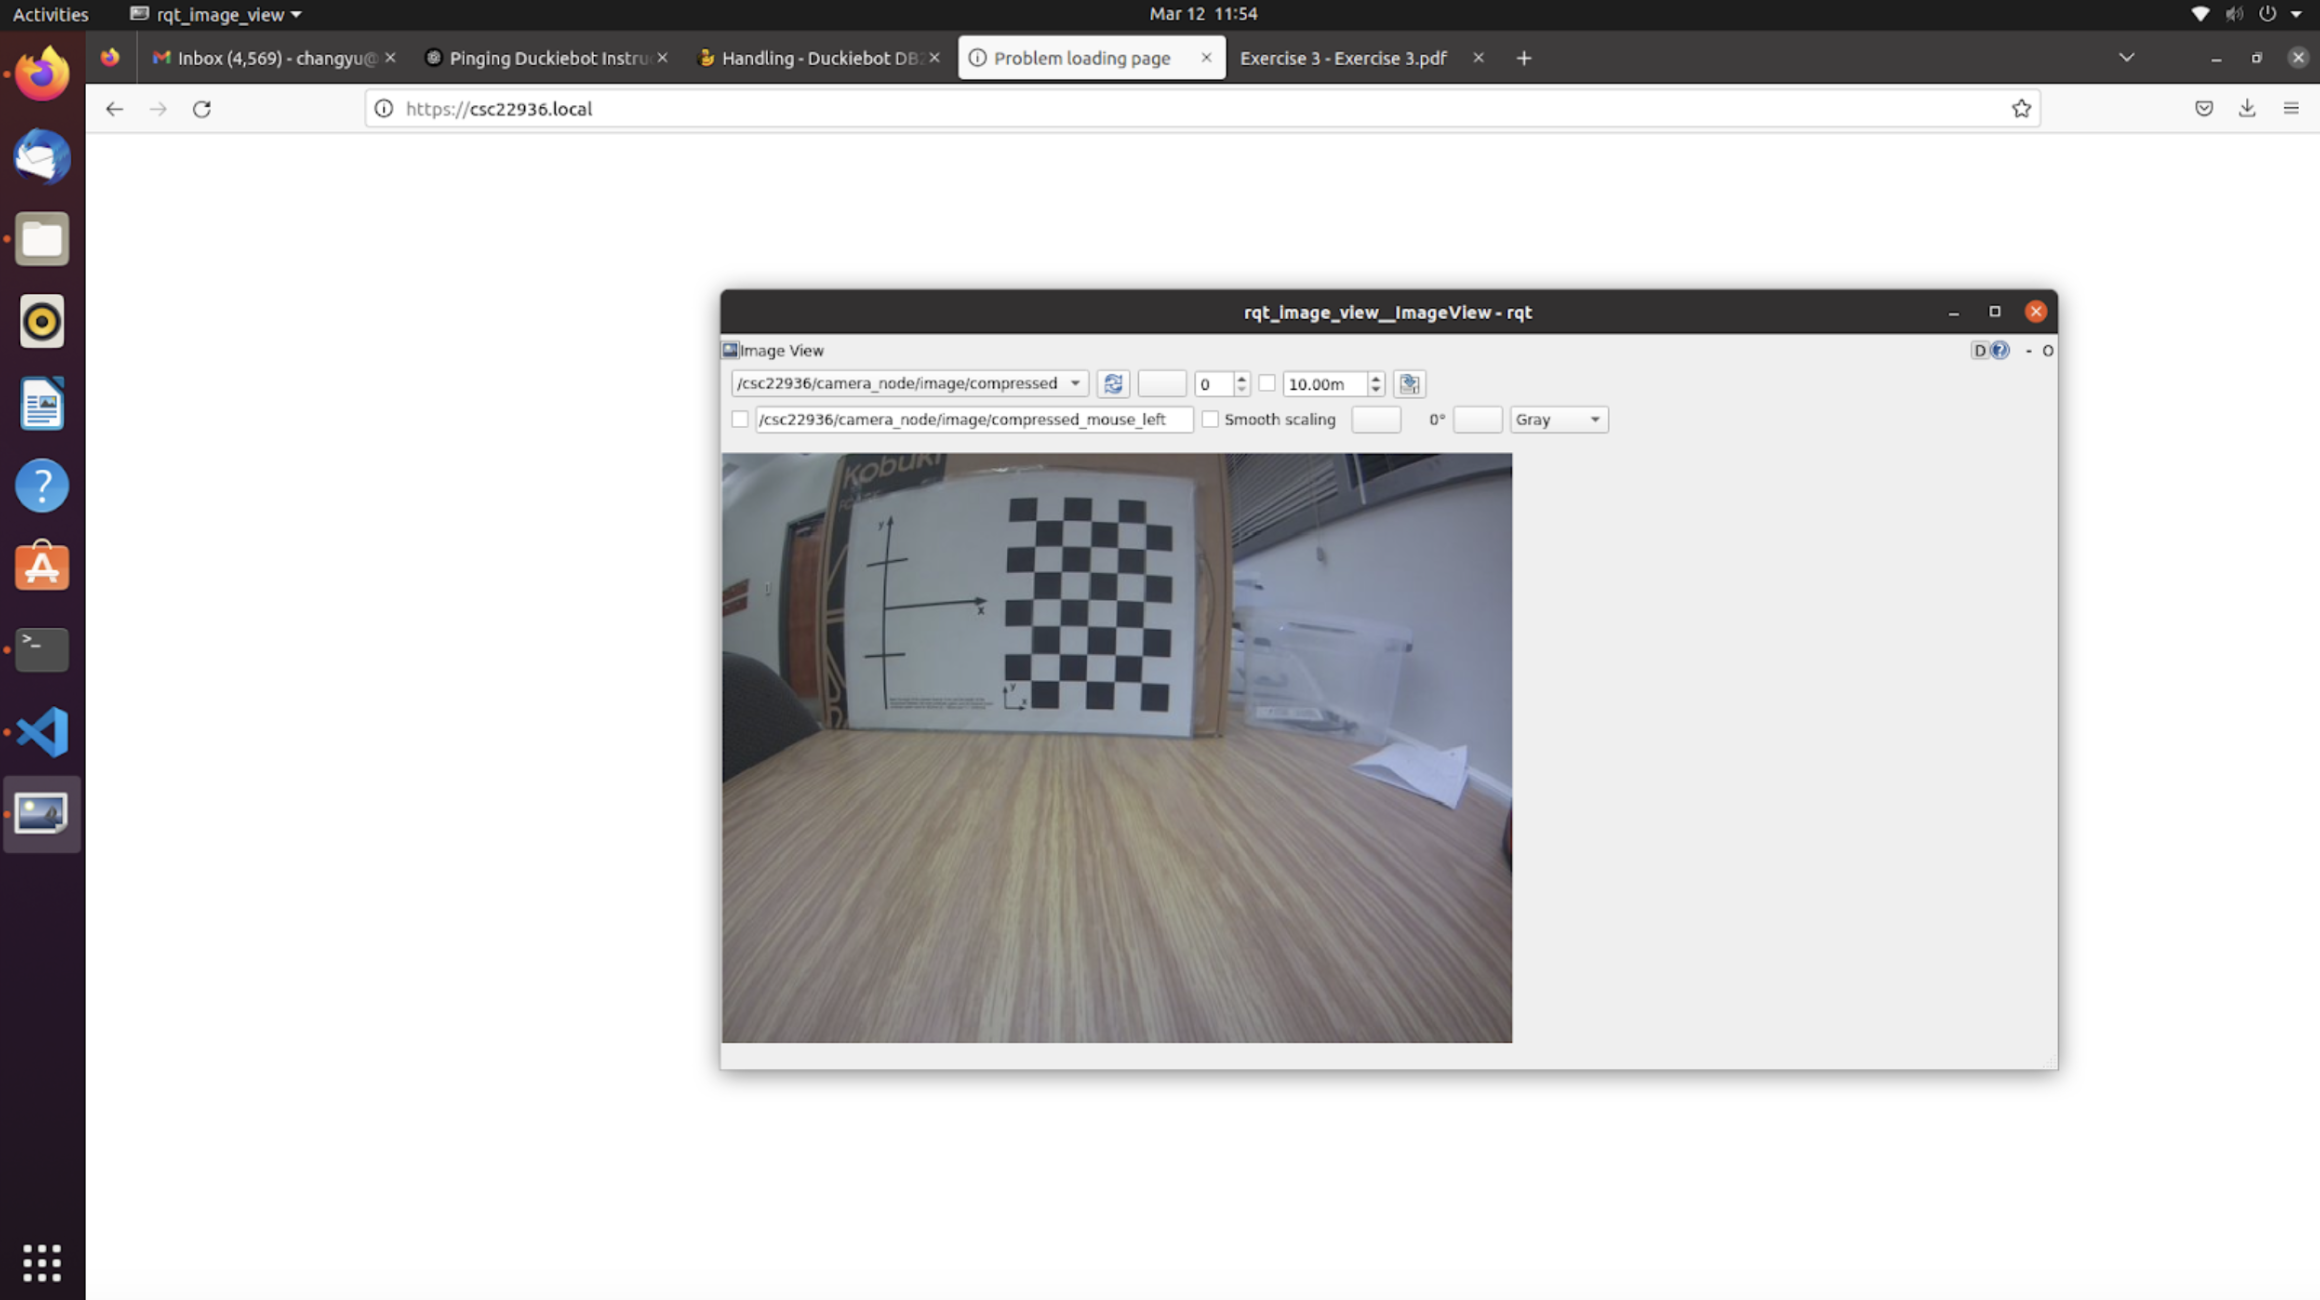 Activities
rqt_image_view
Mar 12 11:54
Inbox (4,569) - changyu@
Pinging Duckiebot Instru
Handling - Duckiebot DB
Problem loading page
Exercise 3 - Exercise 3.pdf
https://csc22936.local
rqt_image_view__ImageView - rqt
Image View
D
- O
/csc22936/camera_node/image/compressed
0
10.00m
/csc22936/camera_node/image/compressed_mouse_left
Smooth scaling
0°
Gray
Kobuki
y
x
y
x